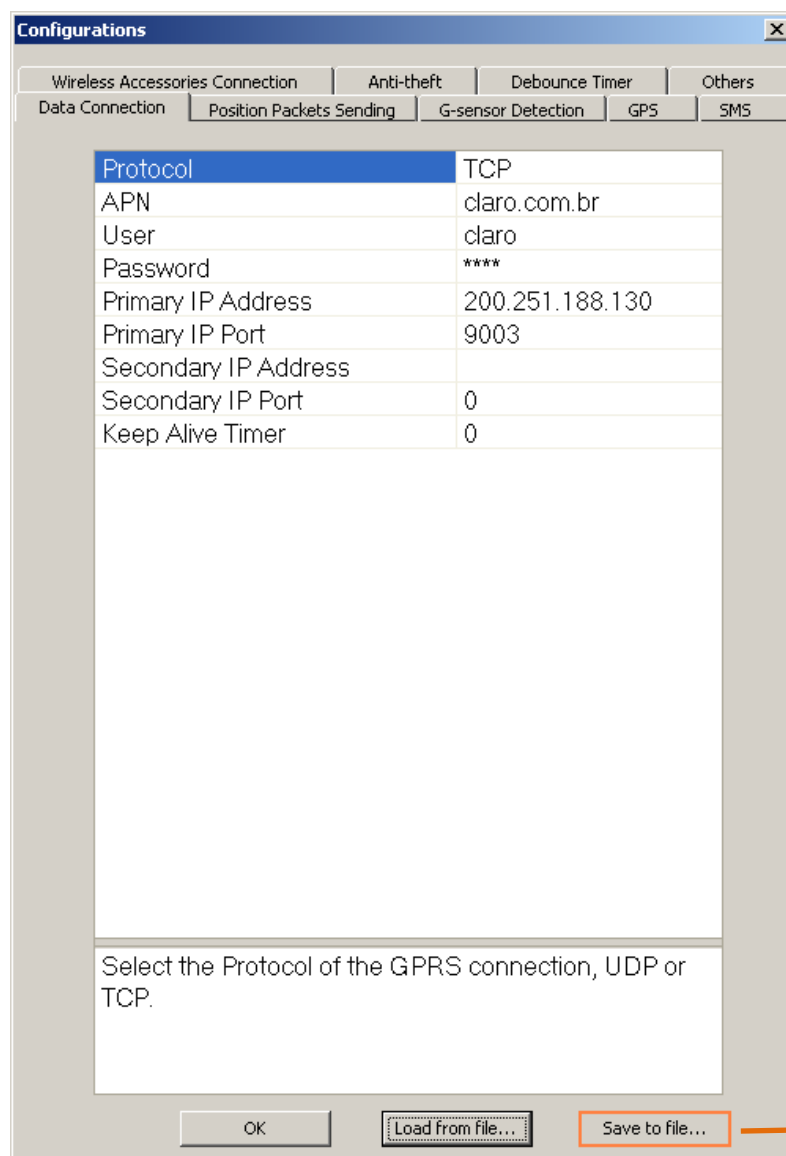 Configurations
Wireless Accessories Connection Anti-theft Debounce Timer Others
Data Connection Position Packets Sending G-sensor Detection GPS SMS
Protocol TCP
APN claro.com.br
User claro
Password ****
Primary IP Address 200.251.188.130
Primary IP Port 9003
Secondary IP Address
Secondary IP Port 0
Keep Alive Timer 0
Select the Protocol of the GPRS connection, UDP or
TCP.
OK Load from file... Save to file...